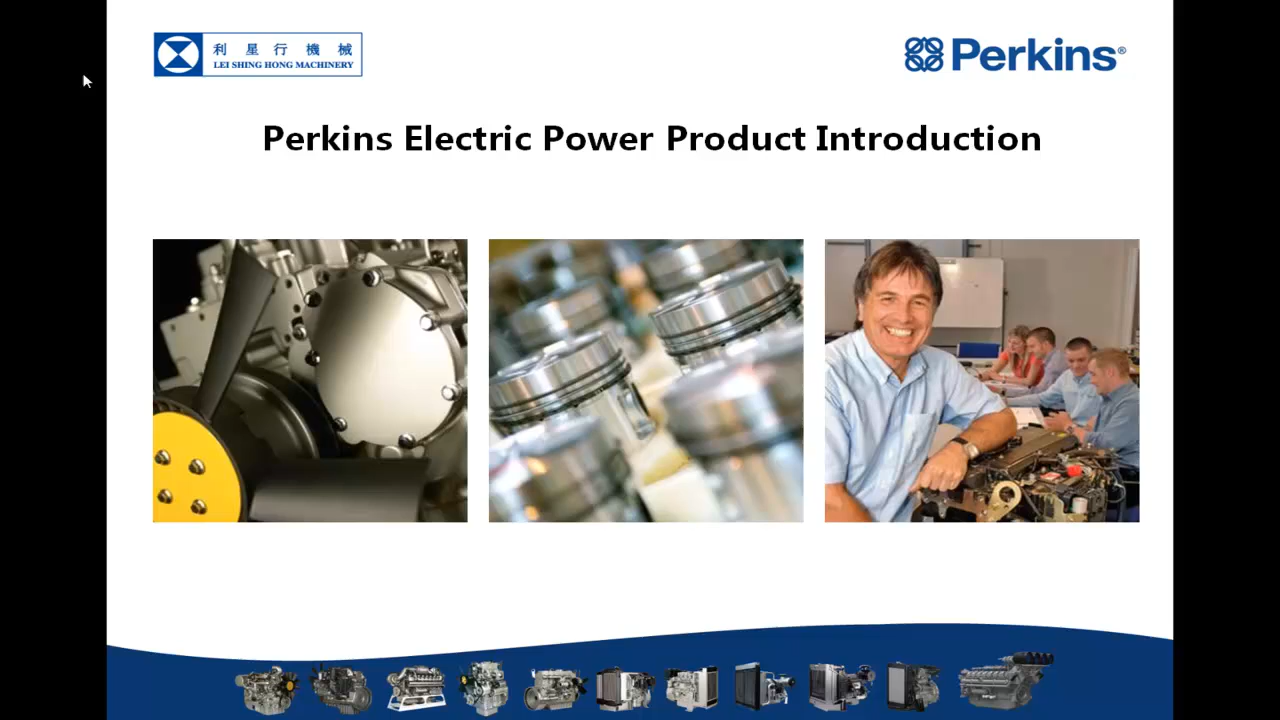 利星行機械
LEI SHING HONG MACHINERY
Perkins®
Perkins Electric Power Product Introduction